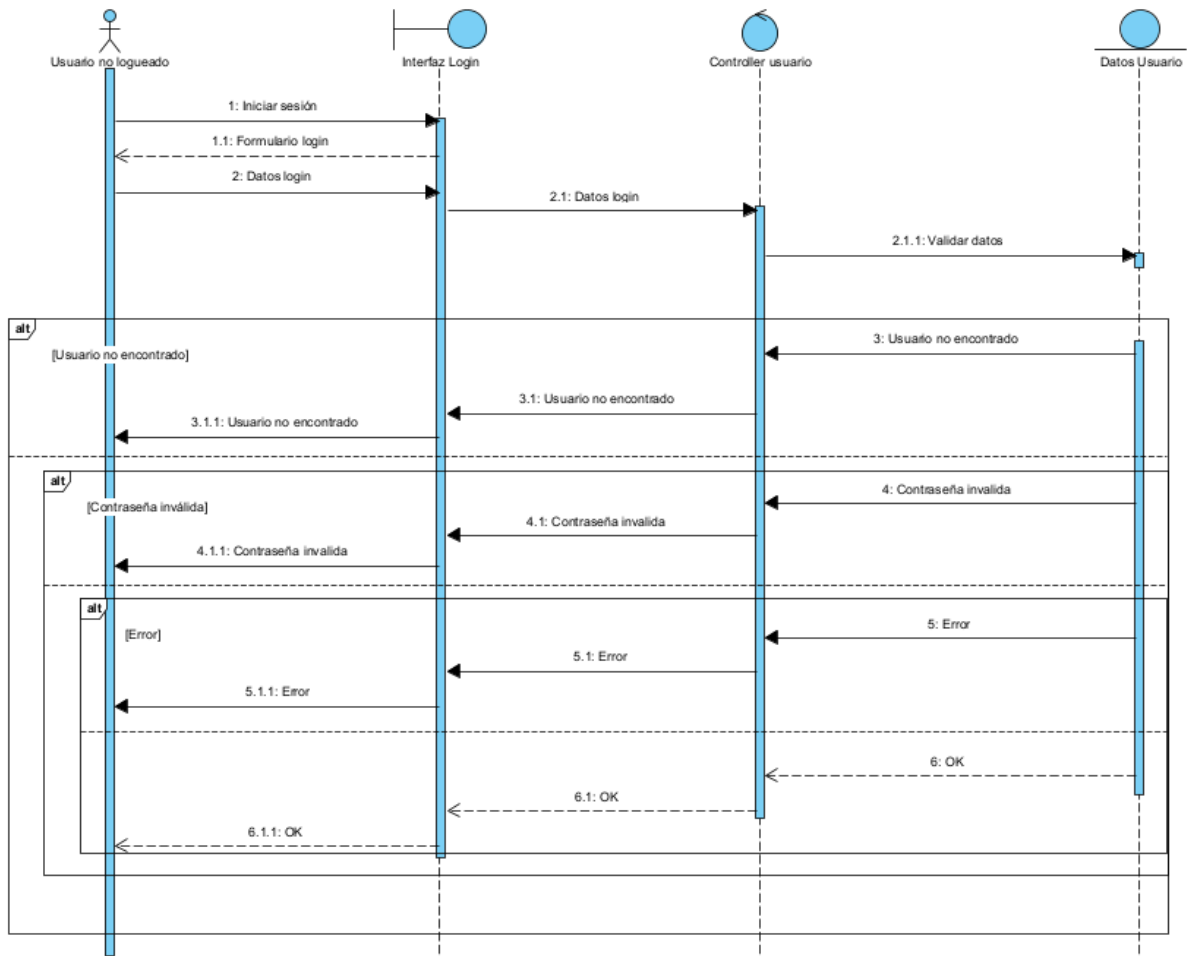 Usuario no logueado
Interfaz Login
Controller usuario
Datos Usuario
1: Iniciar sesión
1.1: Formulario login
2: Datos login
2.1: Datos login
2.1.1: Validar datos
alt
[Usuario no encontrado]
3: Usuario no encontrado
3.1: Usuario no encontrado
3.1.1: Usuario no encontrado
alt
[Contraseña inválida]
4: Contraseña invalida
4.1: Contraseña invalida
4.1.1: Contraseña invalida
alt
[Error]
5: Error
5.1: Error
5.1.1: Error
6: OK
6.1: OK
6.1.1: OK